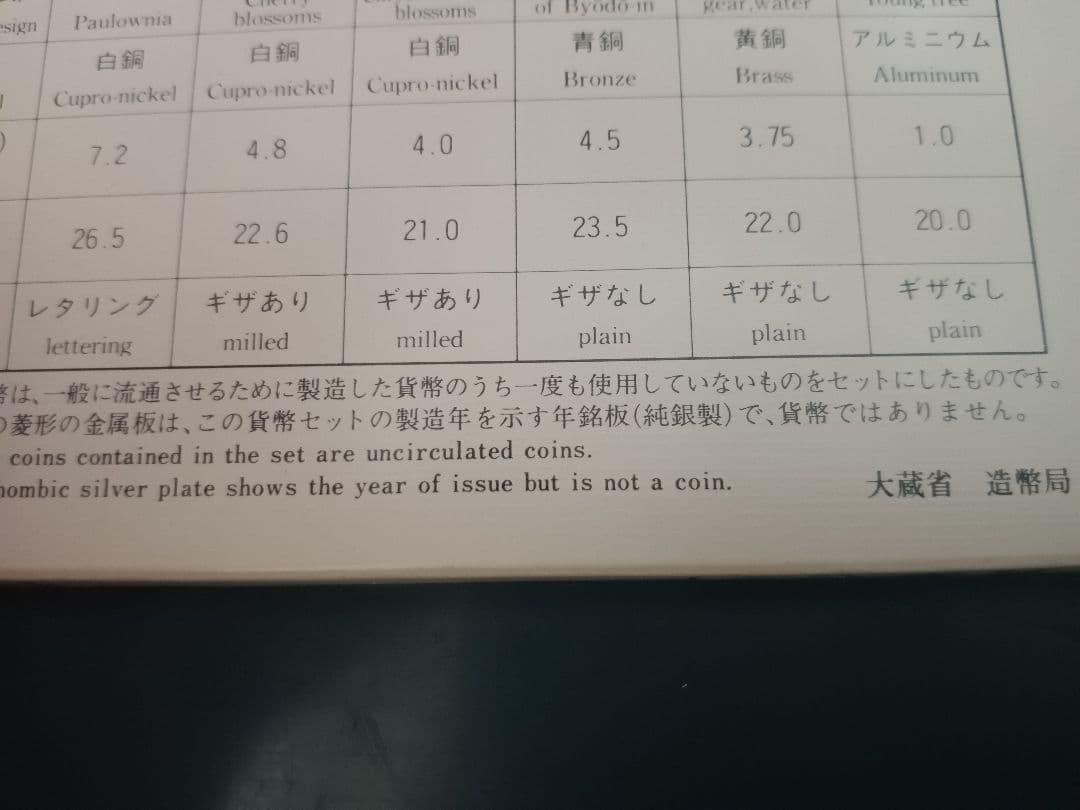 Paulownia blossoms blossoms of Byōdō-in gear, water
白銅 白銅 白銅 青銅 黄銅 アルミニウム
Cupro-nickel Cupro-nickel Cupro-nickel Bronze Brass Aluminum
7.2 4.8 4.0 4.5 3.75 1.0
26.5 22.6 21.0 23.5 22.0 20.0
レタリング ギザあり ギザあり ギザなし ギザなし ギザなし
lettering milled milled plain plain plain
は、一般に流通させるために製造した貨幣のうち一度も使用していないものをセットにしたものです。
菱形の金属板は、この貨幣セットの製造年を示す年銘板(純銀製)で、貨幣ではありません。
coins contained in the set are uncirculated coins.
silver plate shows the year of issue but is not a coin.
大蔵省 造幣局